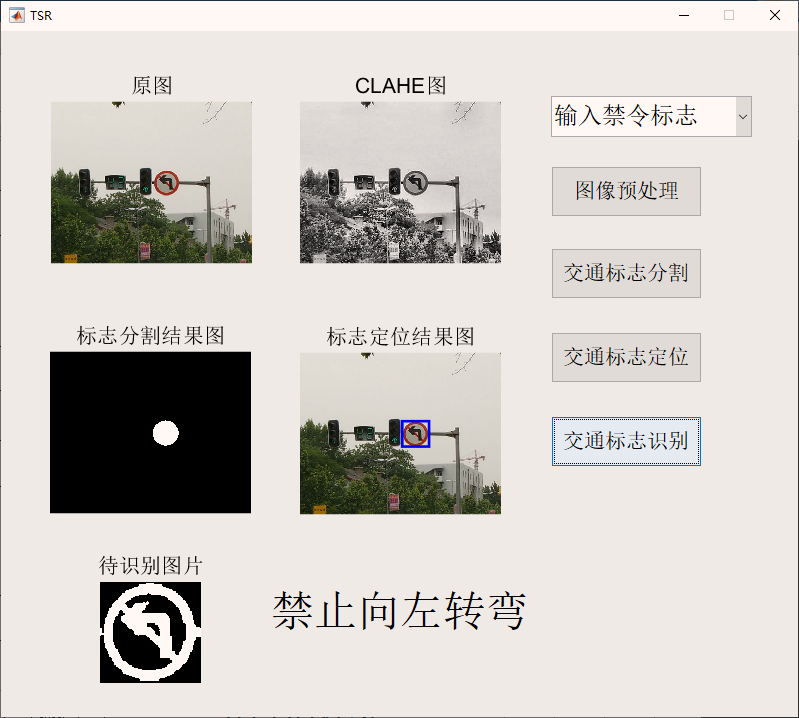 TSR
原图
CLAHE图
输入禁令标志
图像预处理
交通标志分割
标志分割结果图
标志定位结果图
交通标志定位
交通标志识别
待识别图片
禁止向左转弯